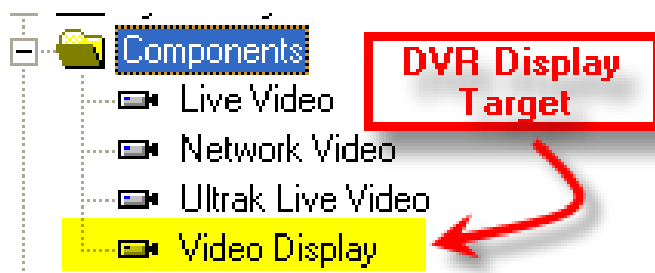 Components
DVR Display
Target
Live Video
Network Video
Ultrak Live Video
Video Display